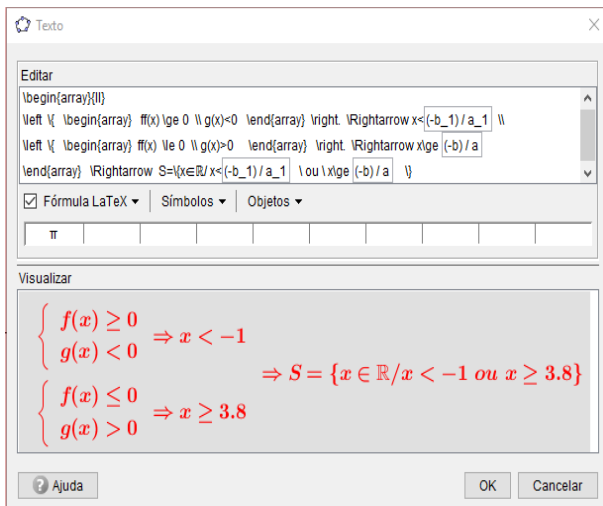 Texto
Editar
\begin{array}{ll}
\left \{ \begin{array} ff(x) \ge 0 \\ g(x)<0 \end{array} \right. \Rightarrow x< (-b_1) / a_1 \\
\left \{ \begin{array} ff(x) \le 0 \\ g(x)>0 \end{array} \right. \Rightarrow x\ge (-b) / a
\end{array} \Rightarrow S=\{x∈ℝ/ x< (-b_1) / a_1 \ ou \ x\ge (-b) / a \}
Fórmula LaTeX Símbolos Objetos
π
Visualizar
f(x) ≥ 0
g(x) < 0
⇒ x < −1
f(x) ≤ 0
g(x) > 0
⇒ x ≥ 3.8
⇒ S = {x ∈ ℝ/x < −1 ou x ≥ 3.8}
Ajuda OK Cancelar